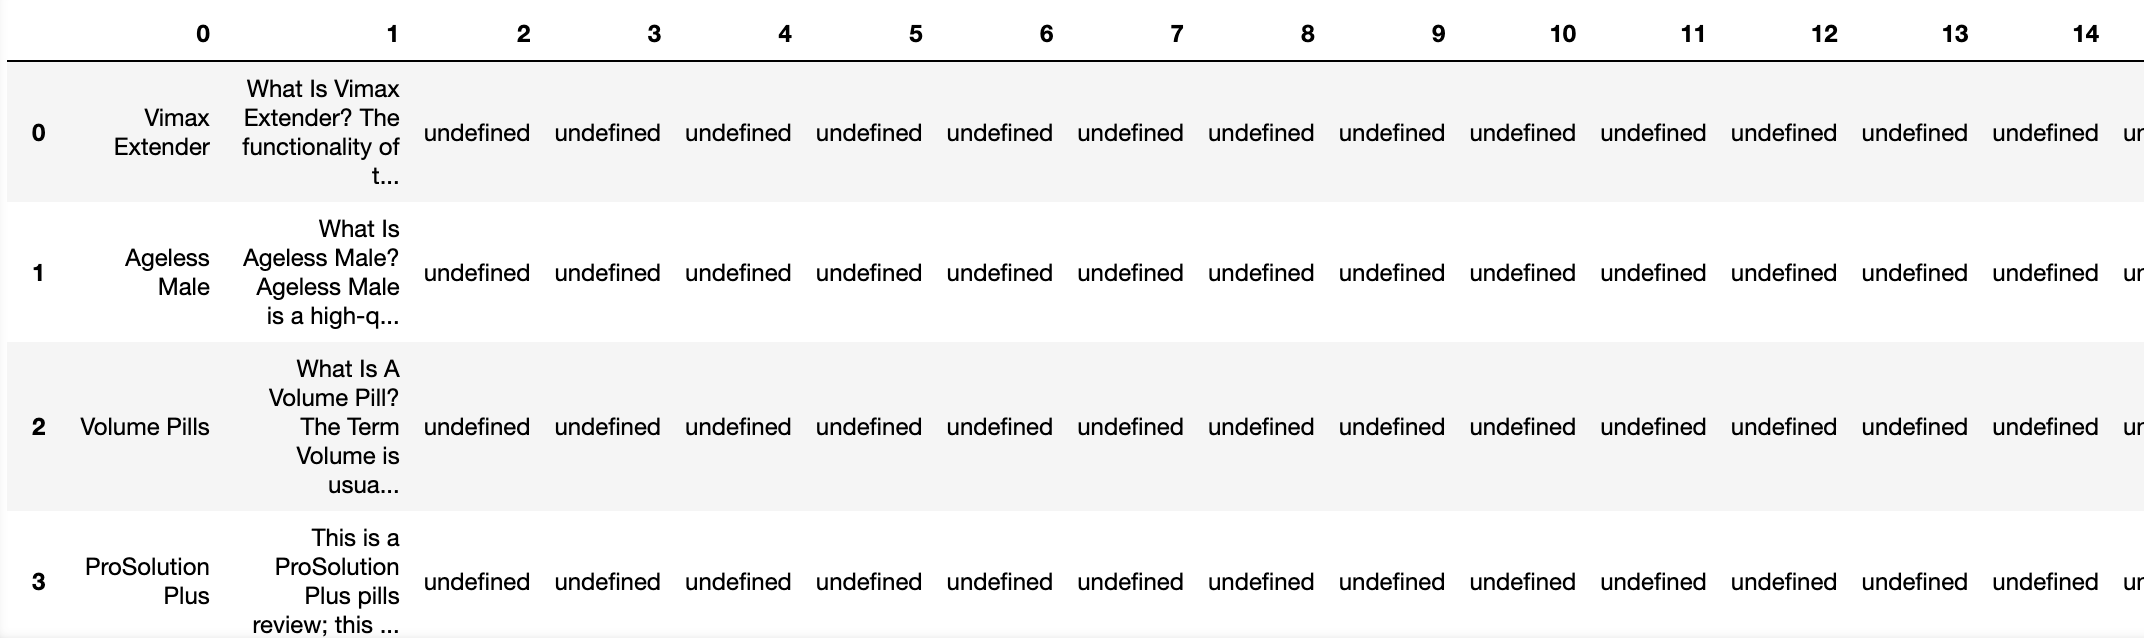 0 1 2 3 4 5 6 7 8 9 10 11 12 13 14
0 Vimax Extender What Is Vimax Extender? The functionality of t... undefined undefined undefined undefined undefined undefined undefined undefined undefined undefined undefined undefined undefined ur
1 Ageless Male What Is Ageless Male? Ageless Male is a high-q... undefined undefined undefined undefined undefined undefined undefined undefined undefined undefined undefined undefined undefined ur
2 Volume Pills What Is A Volume Pill? The Term Volume is usua... undefined undefined undefined undefined undefined undefined undefined undefined undefined undefined undefined undefined undefined ur
3 ProSolution Plus This is a ProSolution Plus pills review; this ... undefined undefined undefined undefined undefined undefined undefined undefined undefined undefined undefined undefined undefined ur